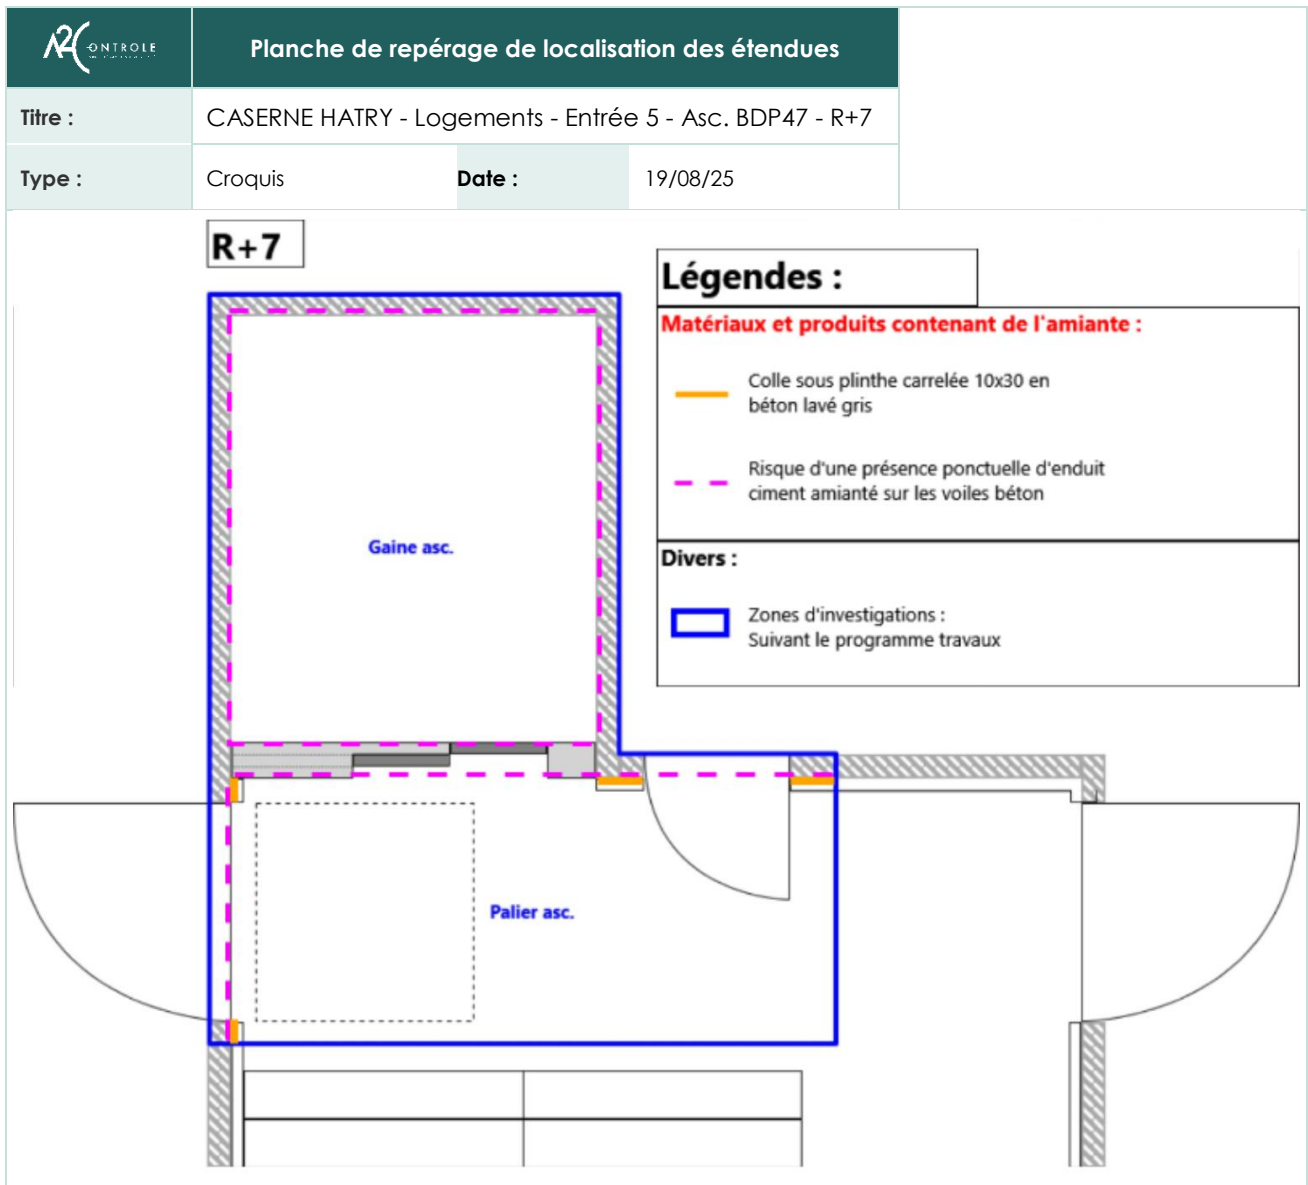 A2C ONTROLE
Planche de repérage de localisation des étendues
Titre :
CASERNE HATRY - Logements - Entrée 5 - Asc. BDP47 - R+7
Type :
Croquis
Date :
19/08/25
R+7
Légendes :
Matériaux et produits contenant de l'amiante :
Colle sous plinthe carrelée 10x30 en
béton lavé gris
Risque d'une présence ponctuelle d'enduit
ciment amianté sur les voiles béton
Divers :
Zones d'investigations :
Suivant le programme travaux
Gaine asc.
Palier asc.